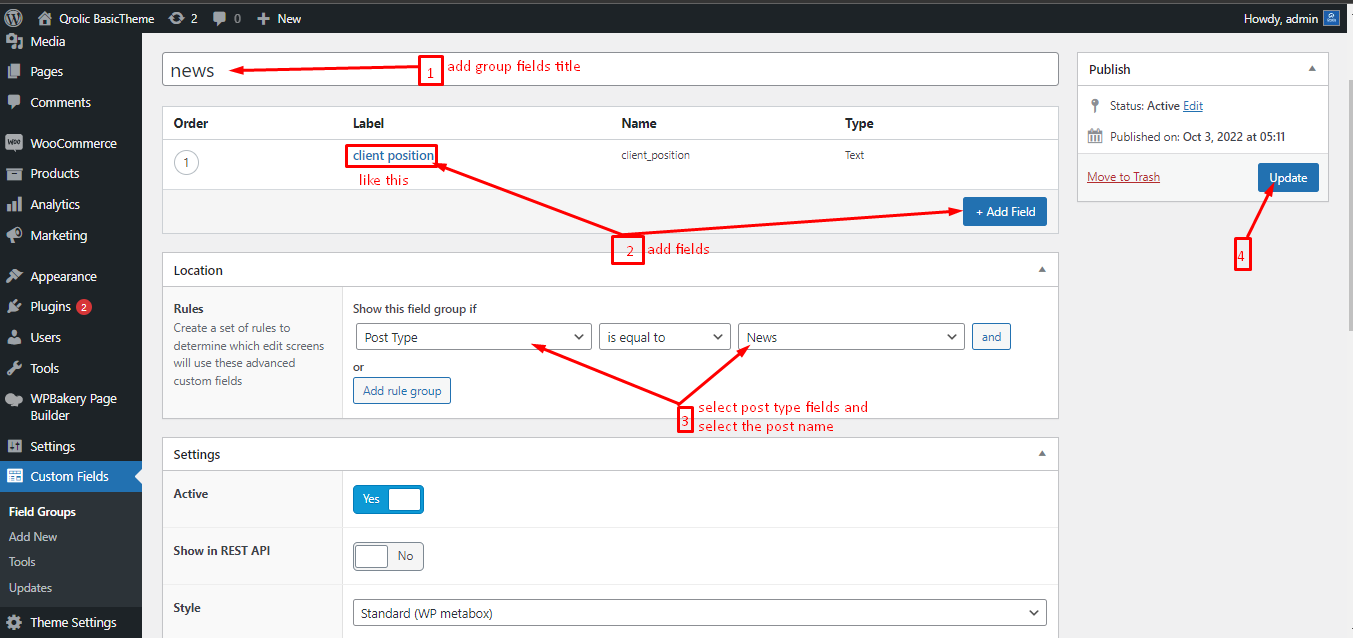 Qrolic BasicTheme 2 0 + New Howdy, admin
Media
Pages
Comments
WOO WooCommerce
Products
Analytics
Marketing
Appearance
Plugins 2
Users
Tools
WPBakery Page
Builder
Settings
Custom Fields
Field Groups
Add New
Tools
Updates
Theme Settings
news 1 add group fields title
Order Label Name Type
1 client position client_position Text
like this
+ Add Field
2 add fields
Location
Rules
Create a set of rules to
determine which edit screens
will use these advanced
custom fields
Show this field group if
Post Type is equal to News and
or
Add rule group
3 select post type fields and
select the post name
Settings
Active Yes
Show in REST API No
Style Standard (WP metabox)
Publish
Status: Active Edit
Published on: Oct 3, 2022 at 05:11
Move to Trash Update
4